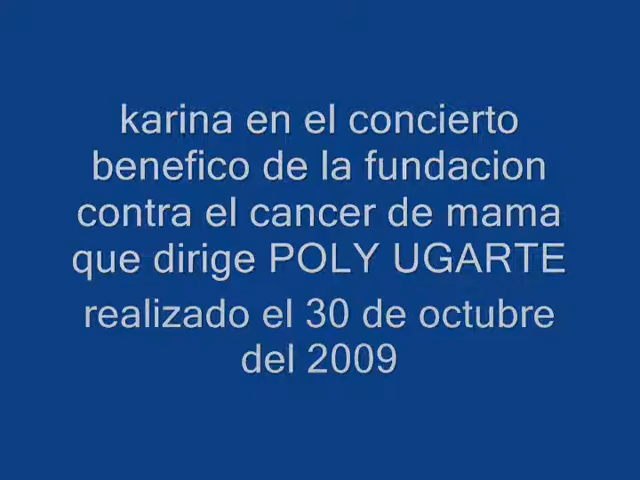 karina en el concierto
benefico de la fundacion
contra el cancer de mama
que dirige POLY UGARTE
realizado el 30 de octubre
del 2009